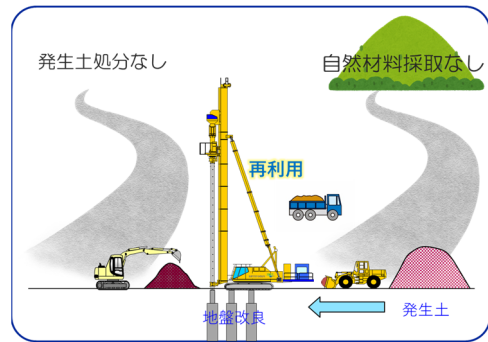 発生土処分なし
自然材料採取なし
再利用
地盤改良
発生土